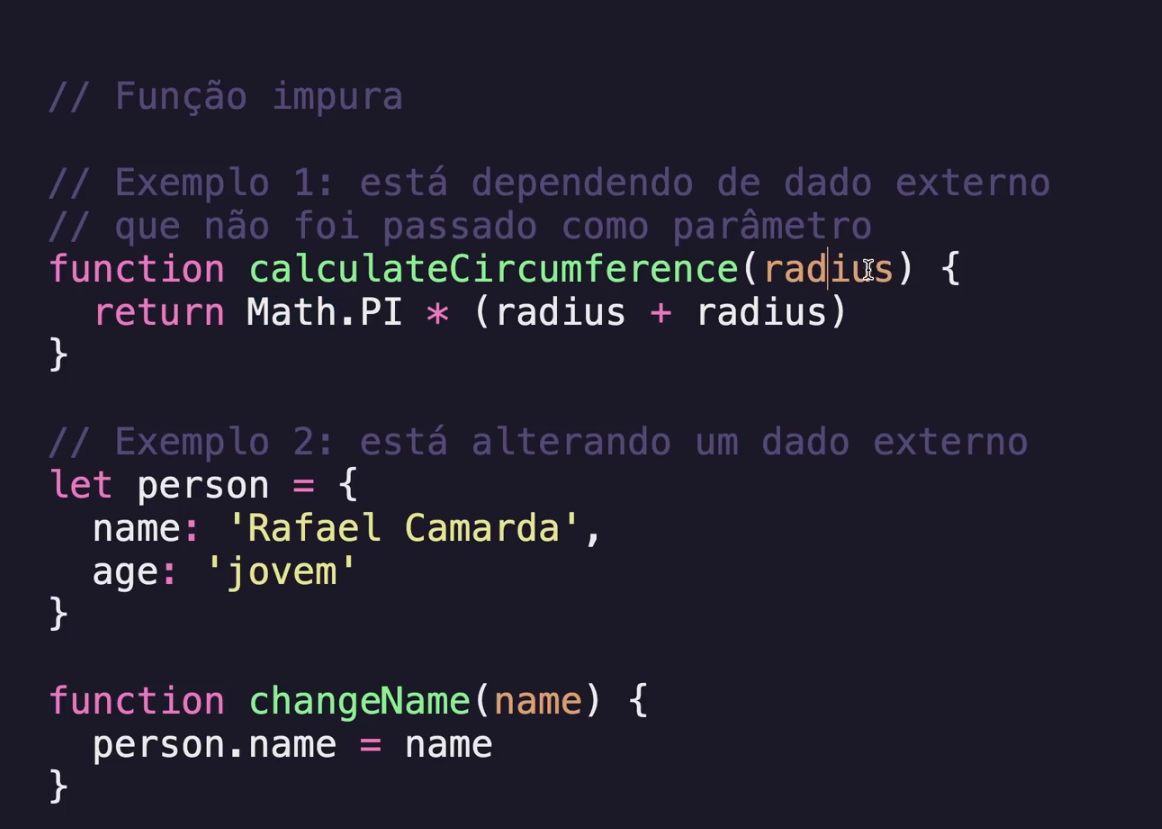 // Função impura
// Exemplo 1: está dependendo de dado externo
// que não foi passado como parâmetro
function calculateCircumference(radius) {
  return Math.PI * (radius + radius)
}
// Exemplo 2: está alterando um dado externo
let person = {
  name: 'Rafael Camarda',
  age: 'jovem'
}
function changeName(name) {
  person.name = name
}